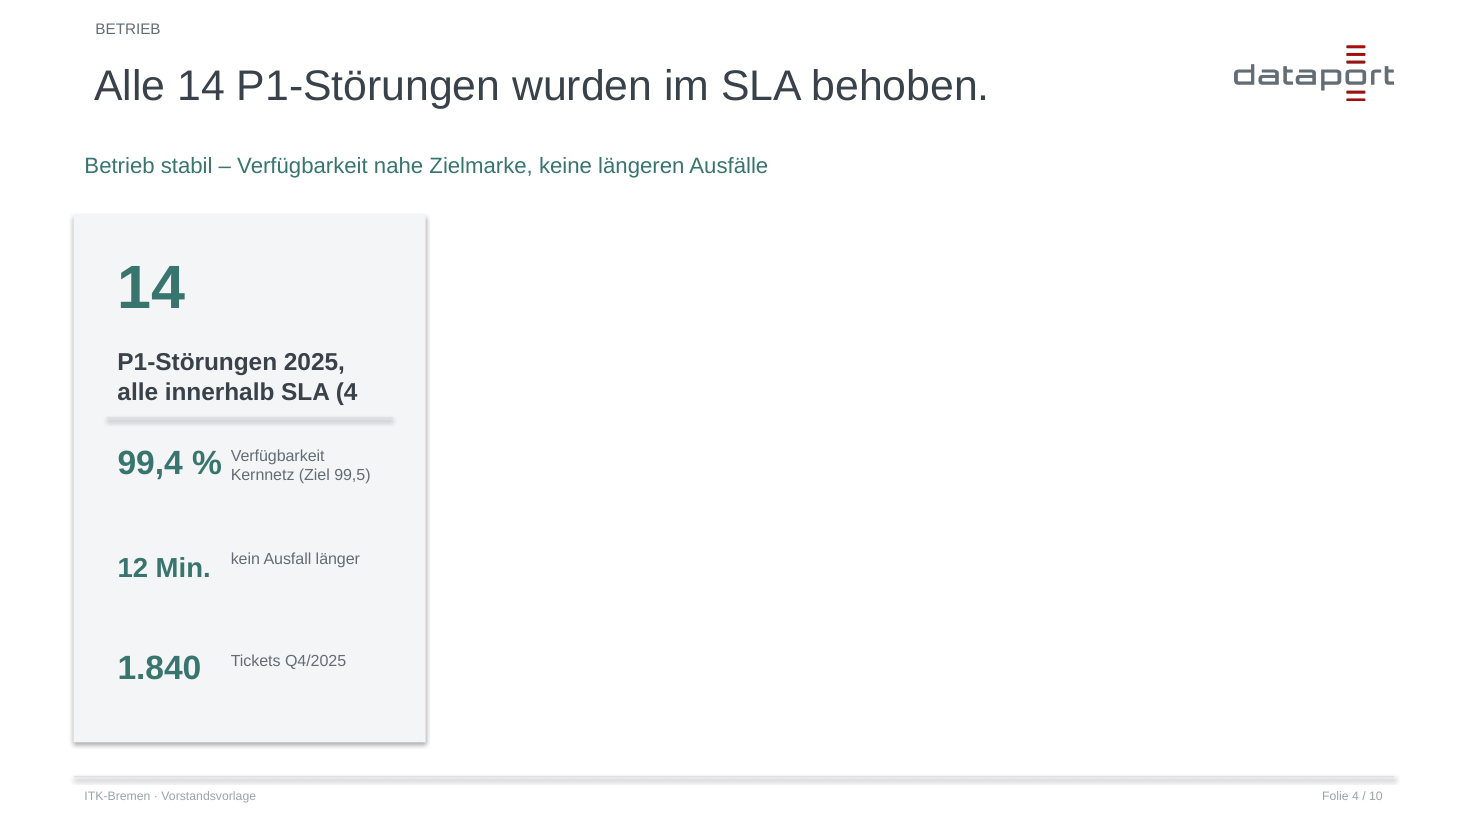 BETRIEB
Alle 14 P1-Störungen wurden im SLA behoben.
dataport
Betrieb stabil – Verfügbarkeit nahe Zielmarke, keine längeren Ausfälle
14
P1-Störungen 2025,
alle innerhalb SLA (4
99,4 %
Verfügbarkeit
Kernnetz (Ziel 99,5)
12 Min.
kein Ausfall länger
1.840
Tickets Q4/2025
ITK-Bremen · Vorstandsvorlage
Folie 4 / 10